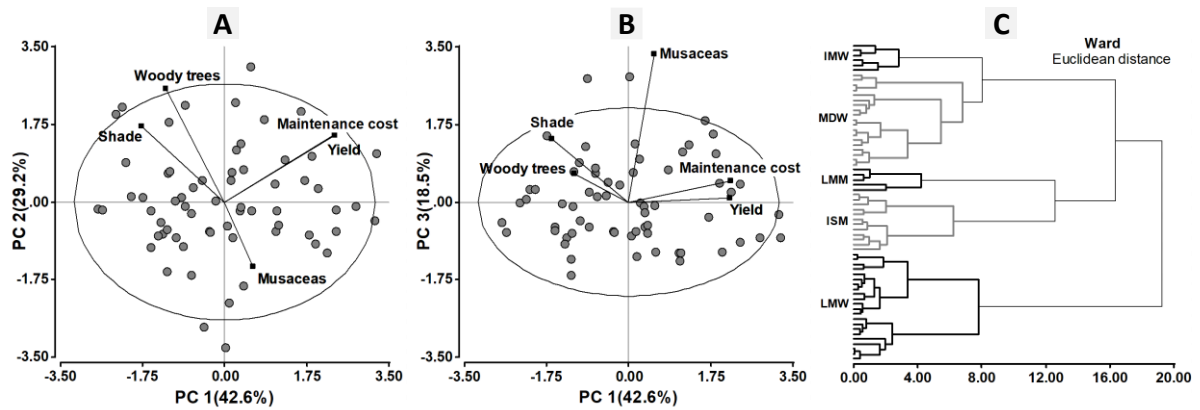 A
3.50
1.75
0.00
-1.75
-3.50
PC 2(29.2%)
Woody trees
Shade
Maintenance cost
Yield
Musaceas
-3.50 -1.75 0.00 1.75 3.50
PC 1(42.6%)
B
3.50
1.75
0.00
-1.75
-3.50
PC 3(18.5%)
Musaceas
Shade
Woody trees
Maintenance cost
Yield
-3.50 -1.75 0.00 1.75 3.50
PC 1(42.6%)
C
Ward
Euclidean distance
IMW
MDW
LMM
ISM
LMW
0.00 4.00 8.00 12.00 16.00 20.00